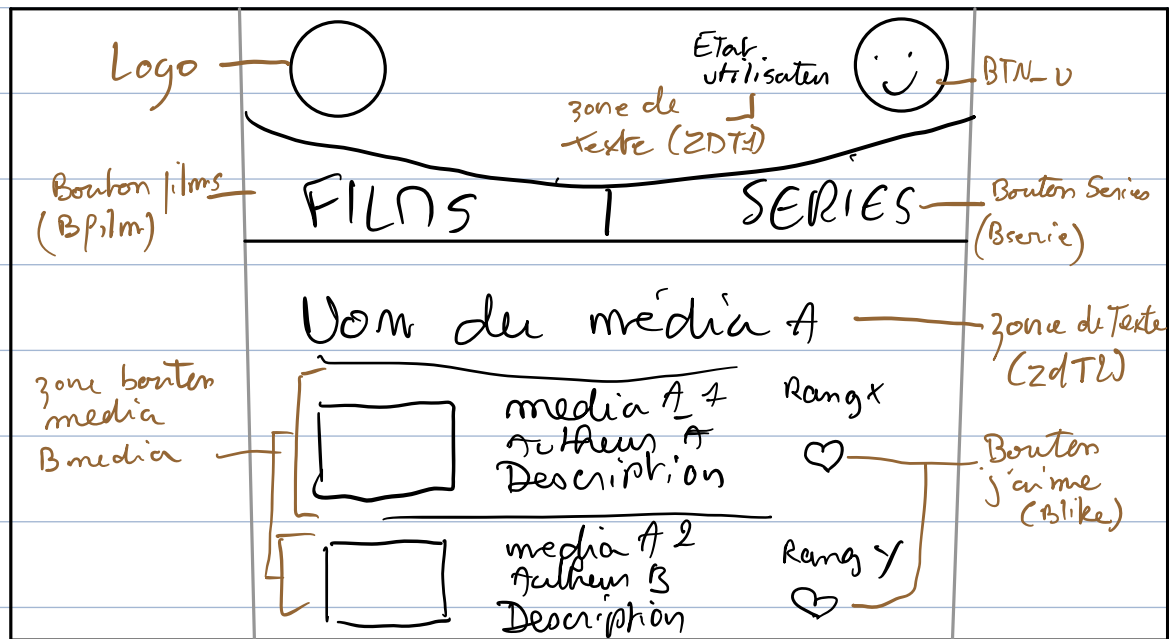 Logo
Etat
utilisateur
BTN_U
zone de
texte (ZDT1)
Bouton films
(Bfilm)
FILMS | SERIES
Bouton Series
(Bserie)
Nom du média A
zone de Texte
(ZdT2)
zone bouton
media
Bmedia
media A_1
Autheur A
Description
Rang X
♡
Bouton
j'aime
(Blike)
media A2
Autheur B
Description
Rang Y
♡